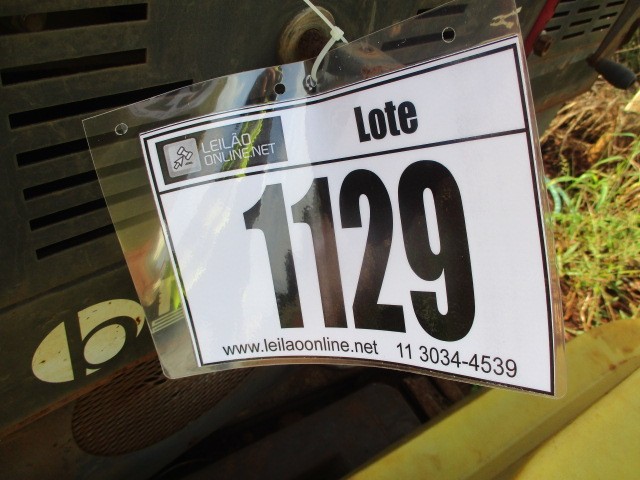 LEILÃO
ONLINE.NET
Lote
1129
www.leilaoonline.net 11 3034-4539
b